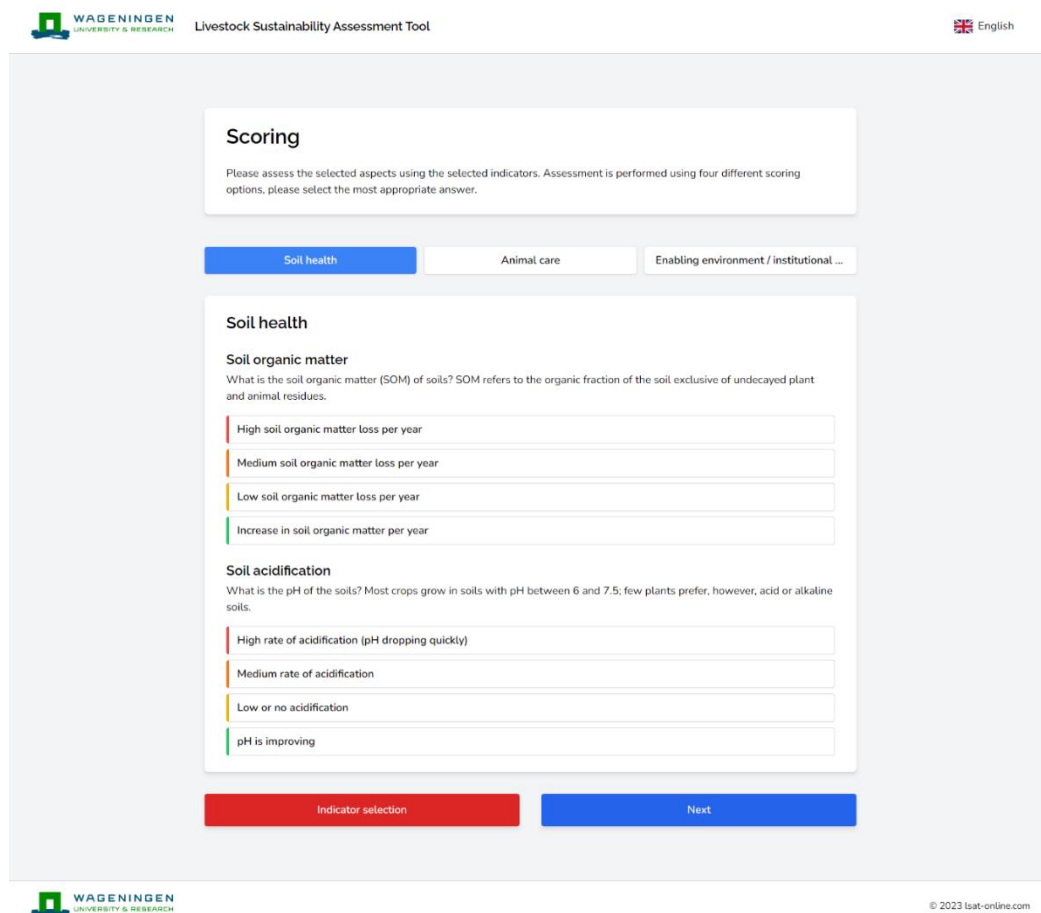 WAGENINGEN
UNIVERSITY & RESEARCH
Livestock Sustainability Assessment Tool
English
Scoring
Please assess the selected aspects using the selected indicators. Assessment is performed using four different scoring
options, please select the most appropriate answer.
Soil health
Animal care
Enabling environment / institutional ...
Soil health
Soil organic matter
What is the soil organic matter (SOM) of soils? SOM refers to the organic fraction of the soil exclusive of undecayed plant
and animal residues.
High soil organic matter loss per year
Medium soil organic matter loss per year
Low soil organic matter loss per year
Increase in soil organic matter per year
Soil acidification
What is the pH of the soils? Most crops grow in soils with pH between 6 and 7.5; few plants prefer, however, acid or alkaline
soils.
High rate of acidification (pH dropping quickly)
Medium rate of acidification
Low or no acidification
pH is improving
Indicator selection
Next
WAGENINGEN
UNIVERSITY & RESEARCH
© 2023 lsat-online.com